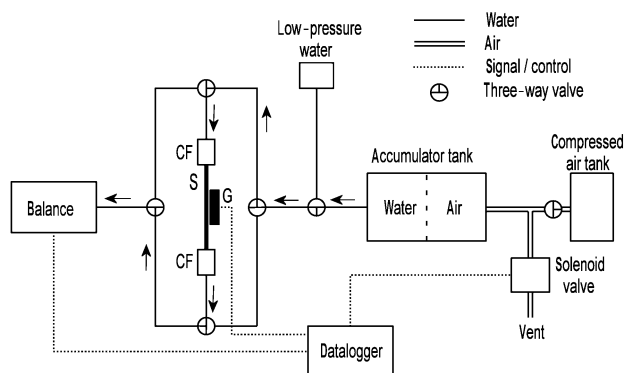 Low-pressure
water
Water
Air
Signal / control
Three-way valve
CF
S
G
CF
Balance
Accumulator tank
Water
Air
Compressed
air tank
Solenoid
valve
Vent
Datalogger